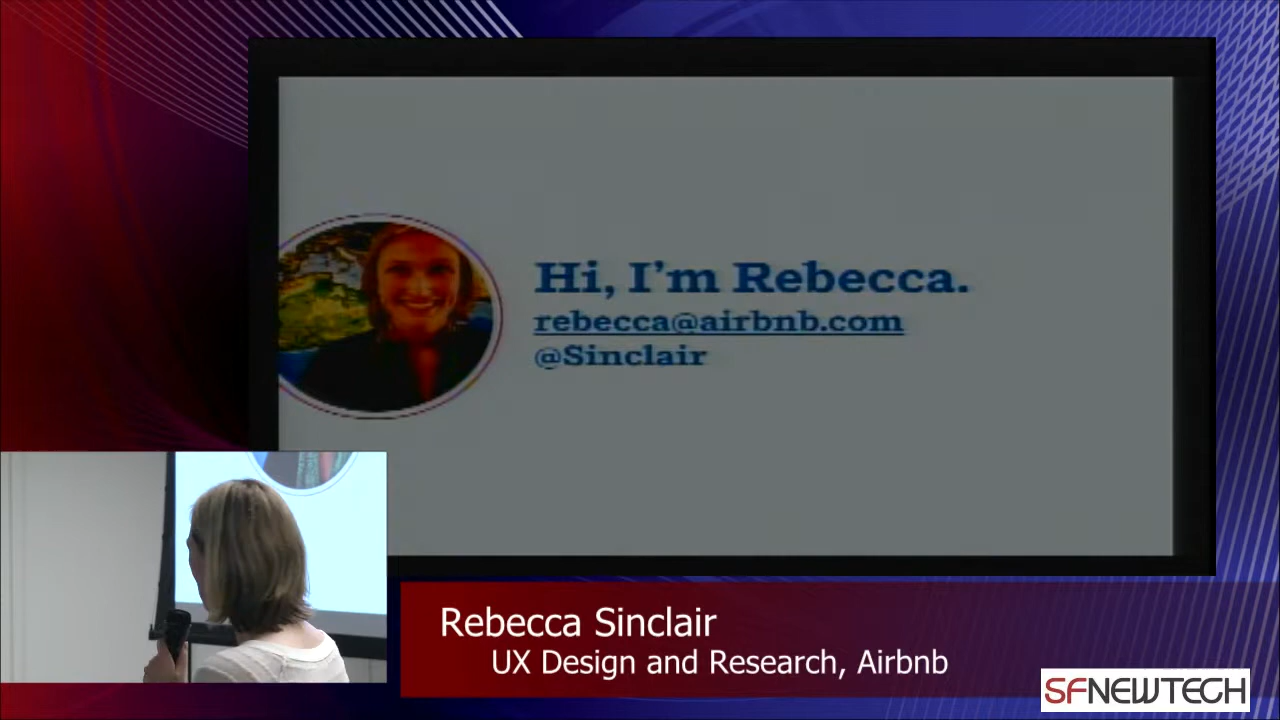 Hi, I'm Rebecca.
rebecca@airbnb.com
@Sinclair
Rebecca Sinclair
UX Design and Research, Airbnb
SFNEWTECH